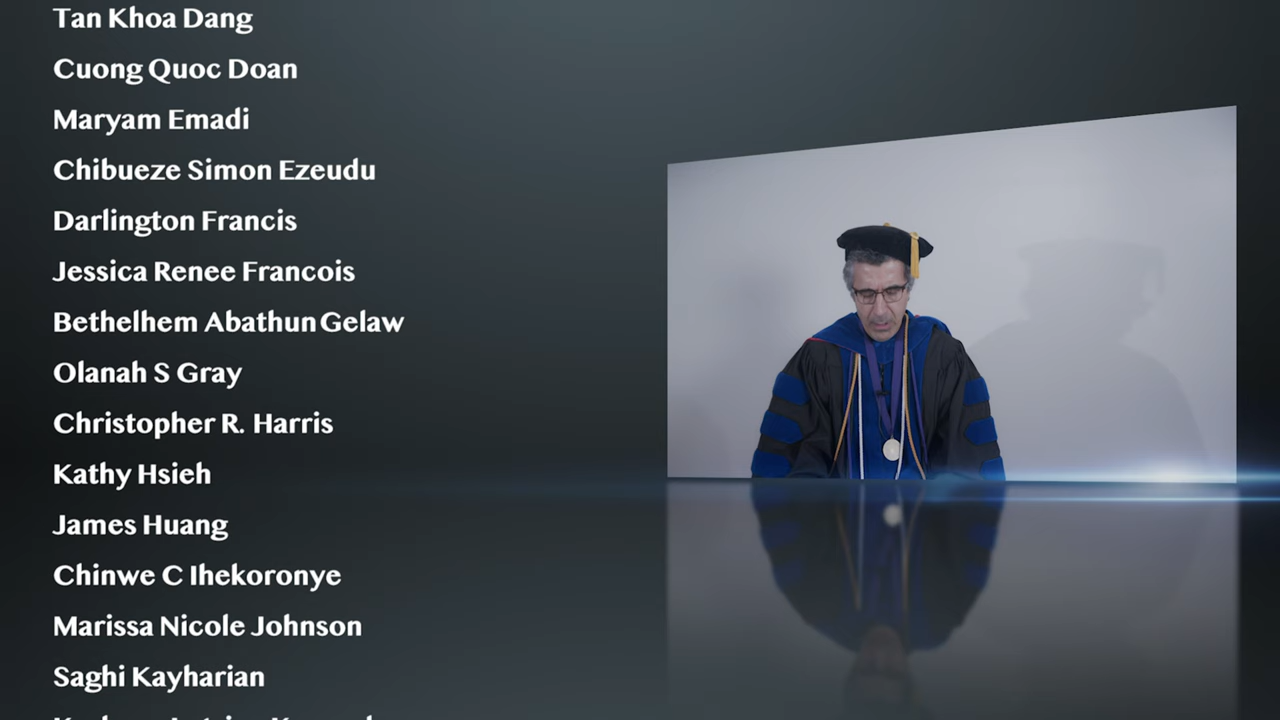 Tan Khoa Dang
Cuong Quoc Doan
Maryam Emadi
Chibueze Simon Ezeudu
Darlington Francis
Jessica Renee Francois
Bethelhem Abathun Gelaw
Olanah S Gray
Christopher R. Harris
Kathy Hsieh
James Huang
Chinwe C Ihekoronye
Marissa Nicole Johnson
Saghi Kayharian